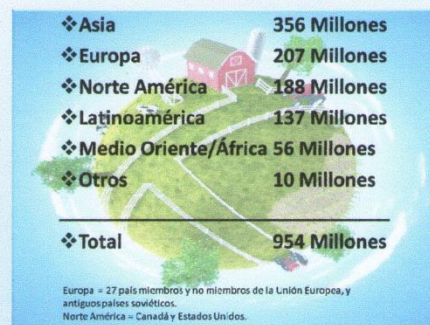 ❖Asia 356 Millones
❖Europa 207 Millones
❖Norte América 188 Millones
❖Latinoamérica 137 Millones
❖Medio Oriente/África 56 Millones
❖Otros 10 Millones
❖Total 954 Millones
Europa = 27 país miembros y no miembros de la Unión Europea, y
antiguos países soviéticos.
Norte América = Canadá y Estados Unidos.